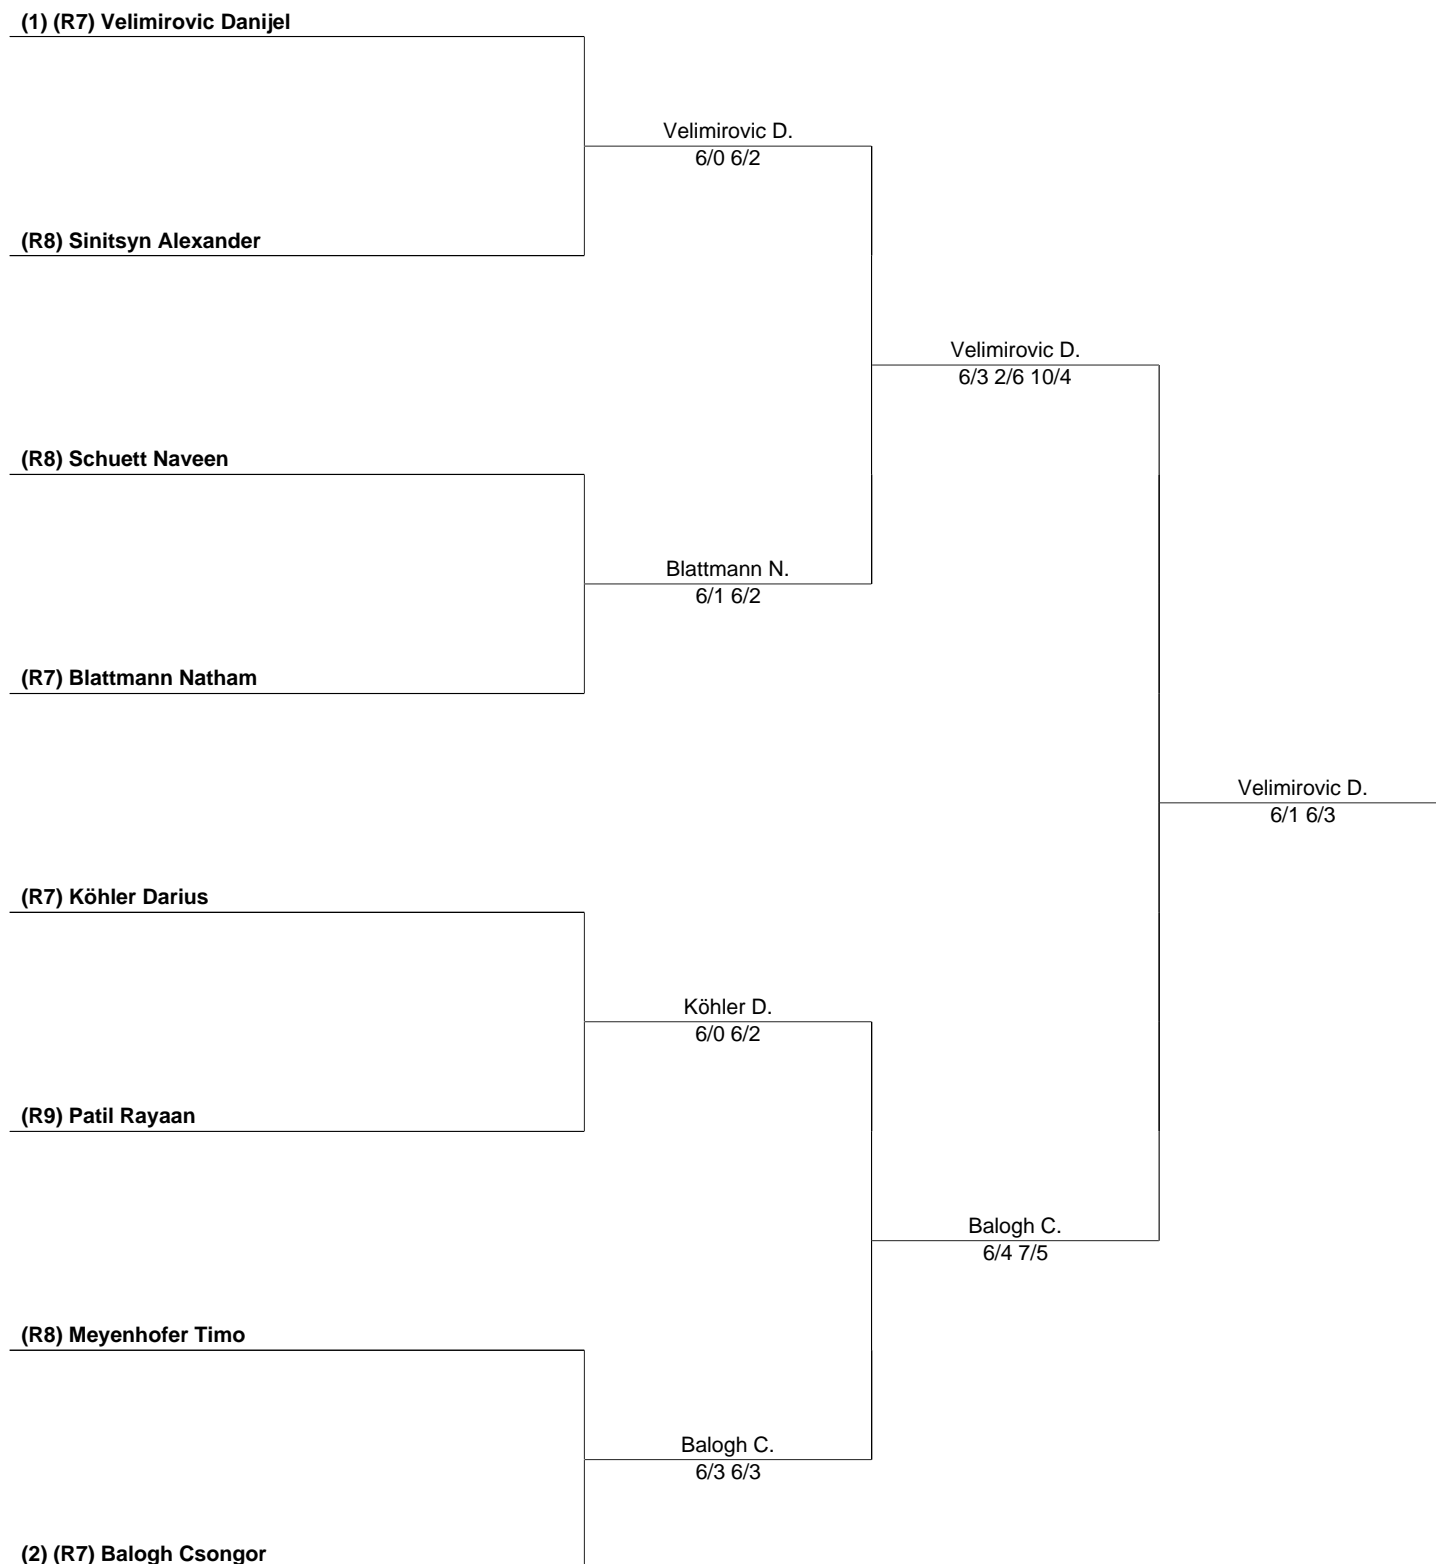 (1) (R7) Velimirovic Danijel
Velimirovic D.
6/0 6/2
(R8) Sinitsyn Alexander
Velimirovic D.
6/3 2/6 10/4
(R8) Schuett Naveen
Blattmann N.
6/1 6/2
(R7) Blattmann Natham
Velimirovic D.
6/1 6/3
(R7) Köhler Darius
Köhler D.
6/0 6/2
(R9) Patil Rayaan
Balogh C.
6/4 7/5
(R8) Meyenhofer Timo
Balogh C.
6/3 6/3
(2) (R7) Balogh Csongor